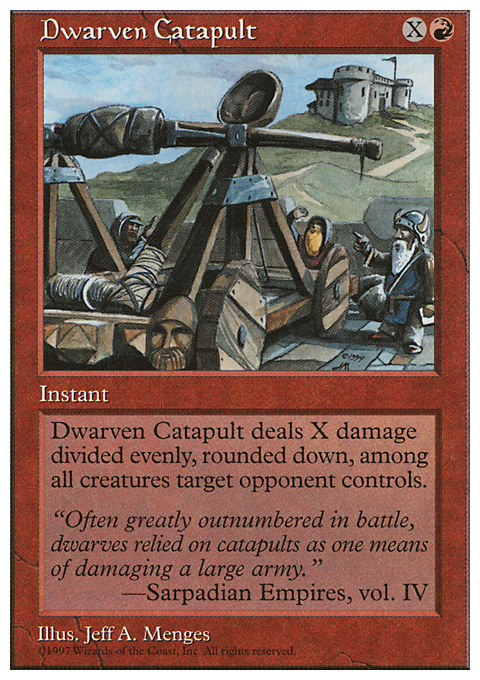 Dwarven Catapult
X
Instant
Dwarven Catapult deals X damage
divided evenly, rounded down, among
all creatures target opponent controls.
“Often greatly outnumbered in battle,
dwarves relied on catapults as one means
of damaging a large army.”
—Sarpadian Empires, vol. IV
Illus. Jeff A. Menges
©1997 Wizards of the Coast, Inc. All rights reserved.
©1994